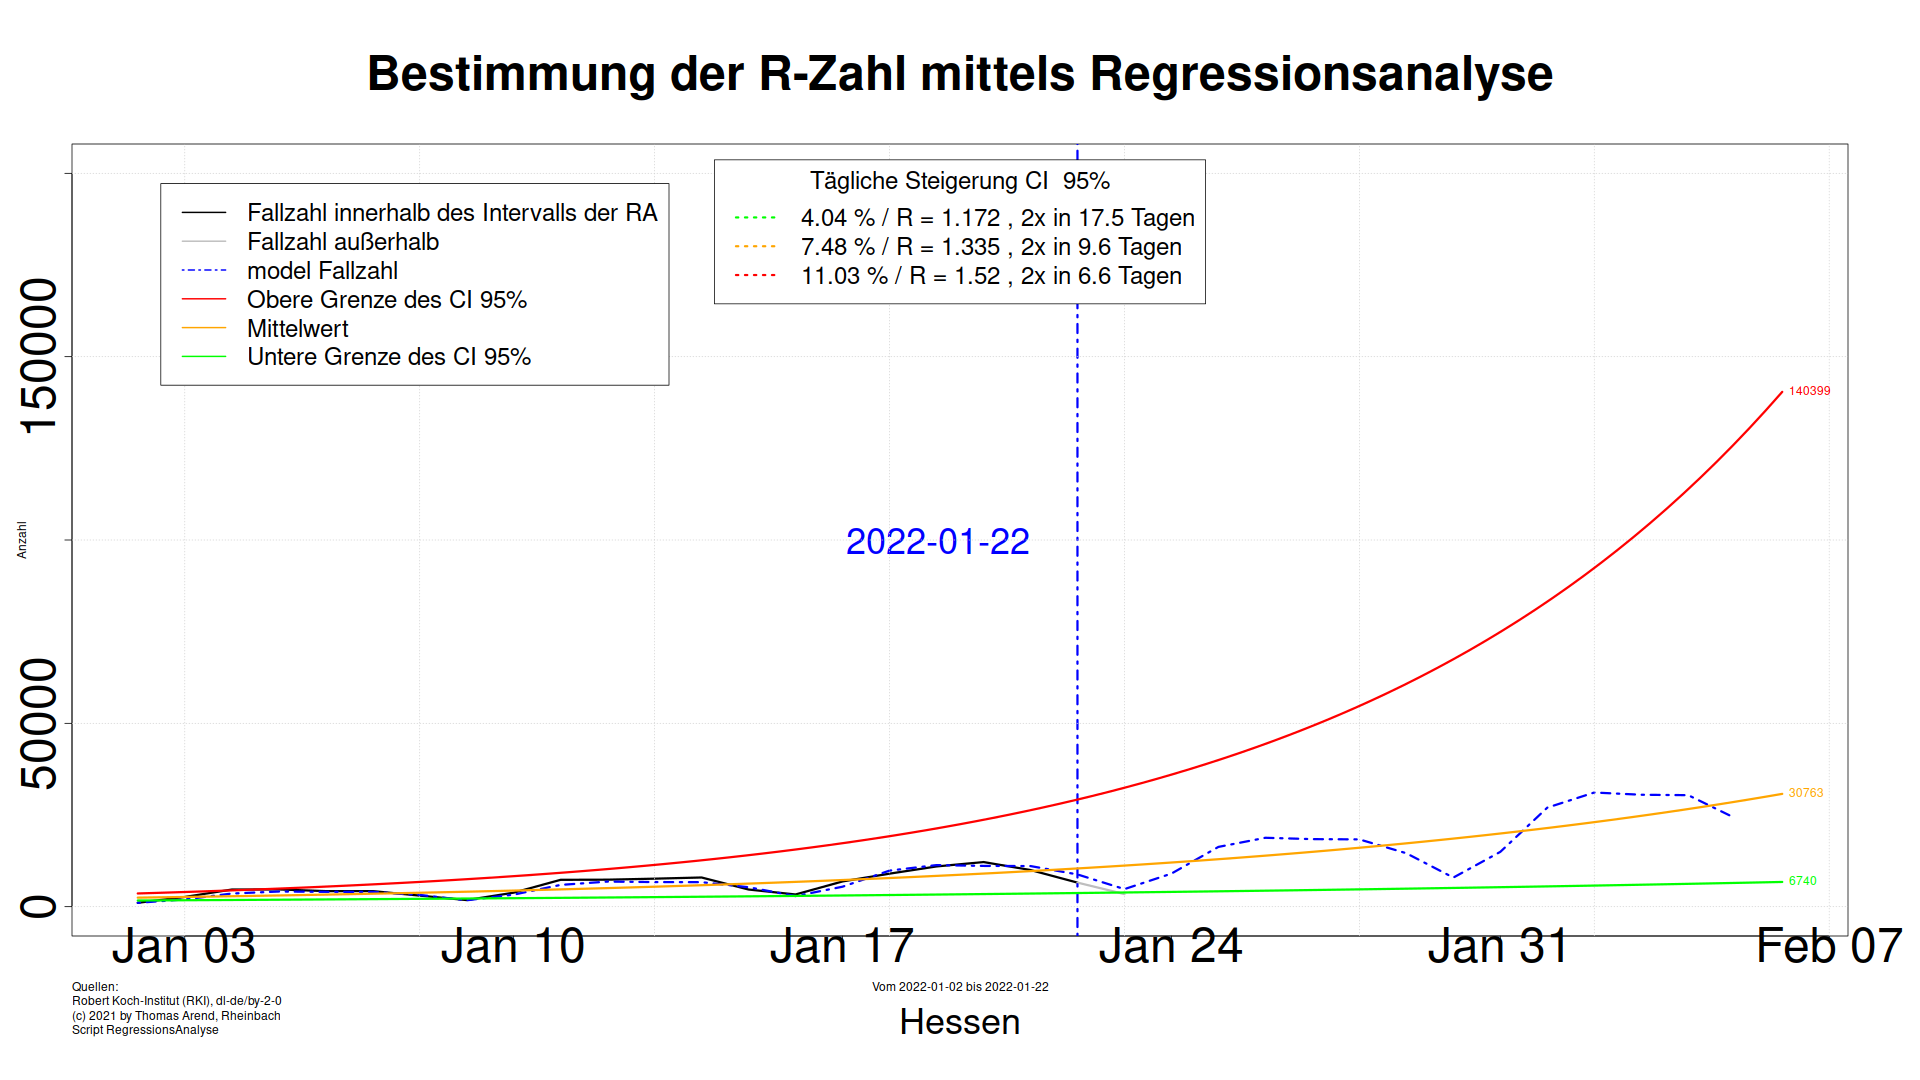 Bestimmung der R-Zahl mittels Regressionsanalyse
Fallzahl innerhalb des Intervalls der RA
Fallzahl außerhalb
model Fallzahl
Obere Grenze des CI 95%
Mittelwert
Untere Grenze des CI 95%
Tägliche Steigerung CI  95%
4.04 % / R = 1.172 , 2x in 17.5 Tagen
7.48 % / R = 1.335 , 2x in 9.6 Tagen
11.03 % / R = 1.52 , 2x in 6.6 Tagen
150000
50000
0
Anzahl
2022-01-22
140399
30763
6740
Jan 03
Jan 10
Jan 17
Jan 24
Jan 31
Feb 07
Quellen:
Robert Koch-Institut (RKI), dl-de/by-2-0
(c) 2021 by Thomas Arend, Rheinbach
Script RegressionsAnalyse
Vom 2022-01-02 bis 2022-01-22
Hessen